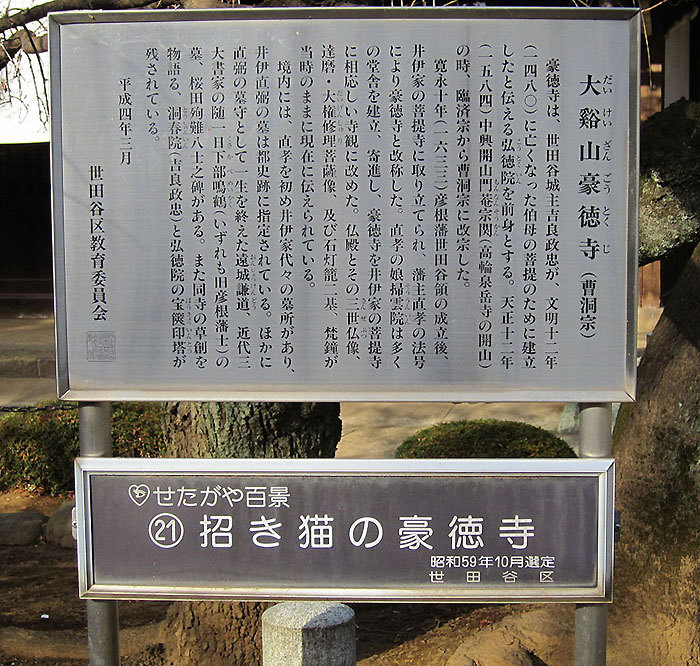 大谿山豪徳寺（曹洞宗）
だいけいざんごうとくじ
豪徳寺は、世田谷城主吉良政忠が、文明十二年
（一四八〇）に亡くなった伯母の菩提のために建立
したと伝える弘徳院を前身とする。天正十二年
（一五八四）中興開山門菴宗関（高輪泉岳寺の開山）
の時、臨済宗から曹洞宗に改宗した。
寛永十年（一六三三）彦根藩世田谷領の成立後、
井伊家の菩提寺に取り立てられ、藩主直孝の法号
により豪徳寺と改称した。直孝の娘掃雲院は多く
の堂舎を建立、寄進し、豪徳寺を井伊家の菩提寺
に相応しい寺観に改めた。仏殿とその三世仏像、
達磨・大権修理菩薩像、及び石灯籠二基、梵鐘が
当時のままに現在に伝えられている。
境内には、直孝を初め井伊家代々の墓所があり、
井伊直弼の墓は都史跡に指定されている。ほかに
直弼の墓守として一生を終えた遠城謙道、近代三
大書家の随一日下部鳴鶴（いずれも旧彦根藩士）の
墓、桜田殉難八士之碑がある。また同寺の草創を
物語る、洞春院（吉良政忠）と弘徳院の宝篋印塔が
残されている。
平成四年三月
世田谷区教育委員会
せたがや百景
21 招き猫の豪徳寺
昭和59年10月選定
世田谷区